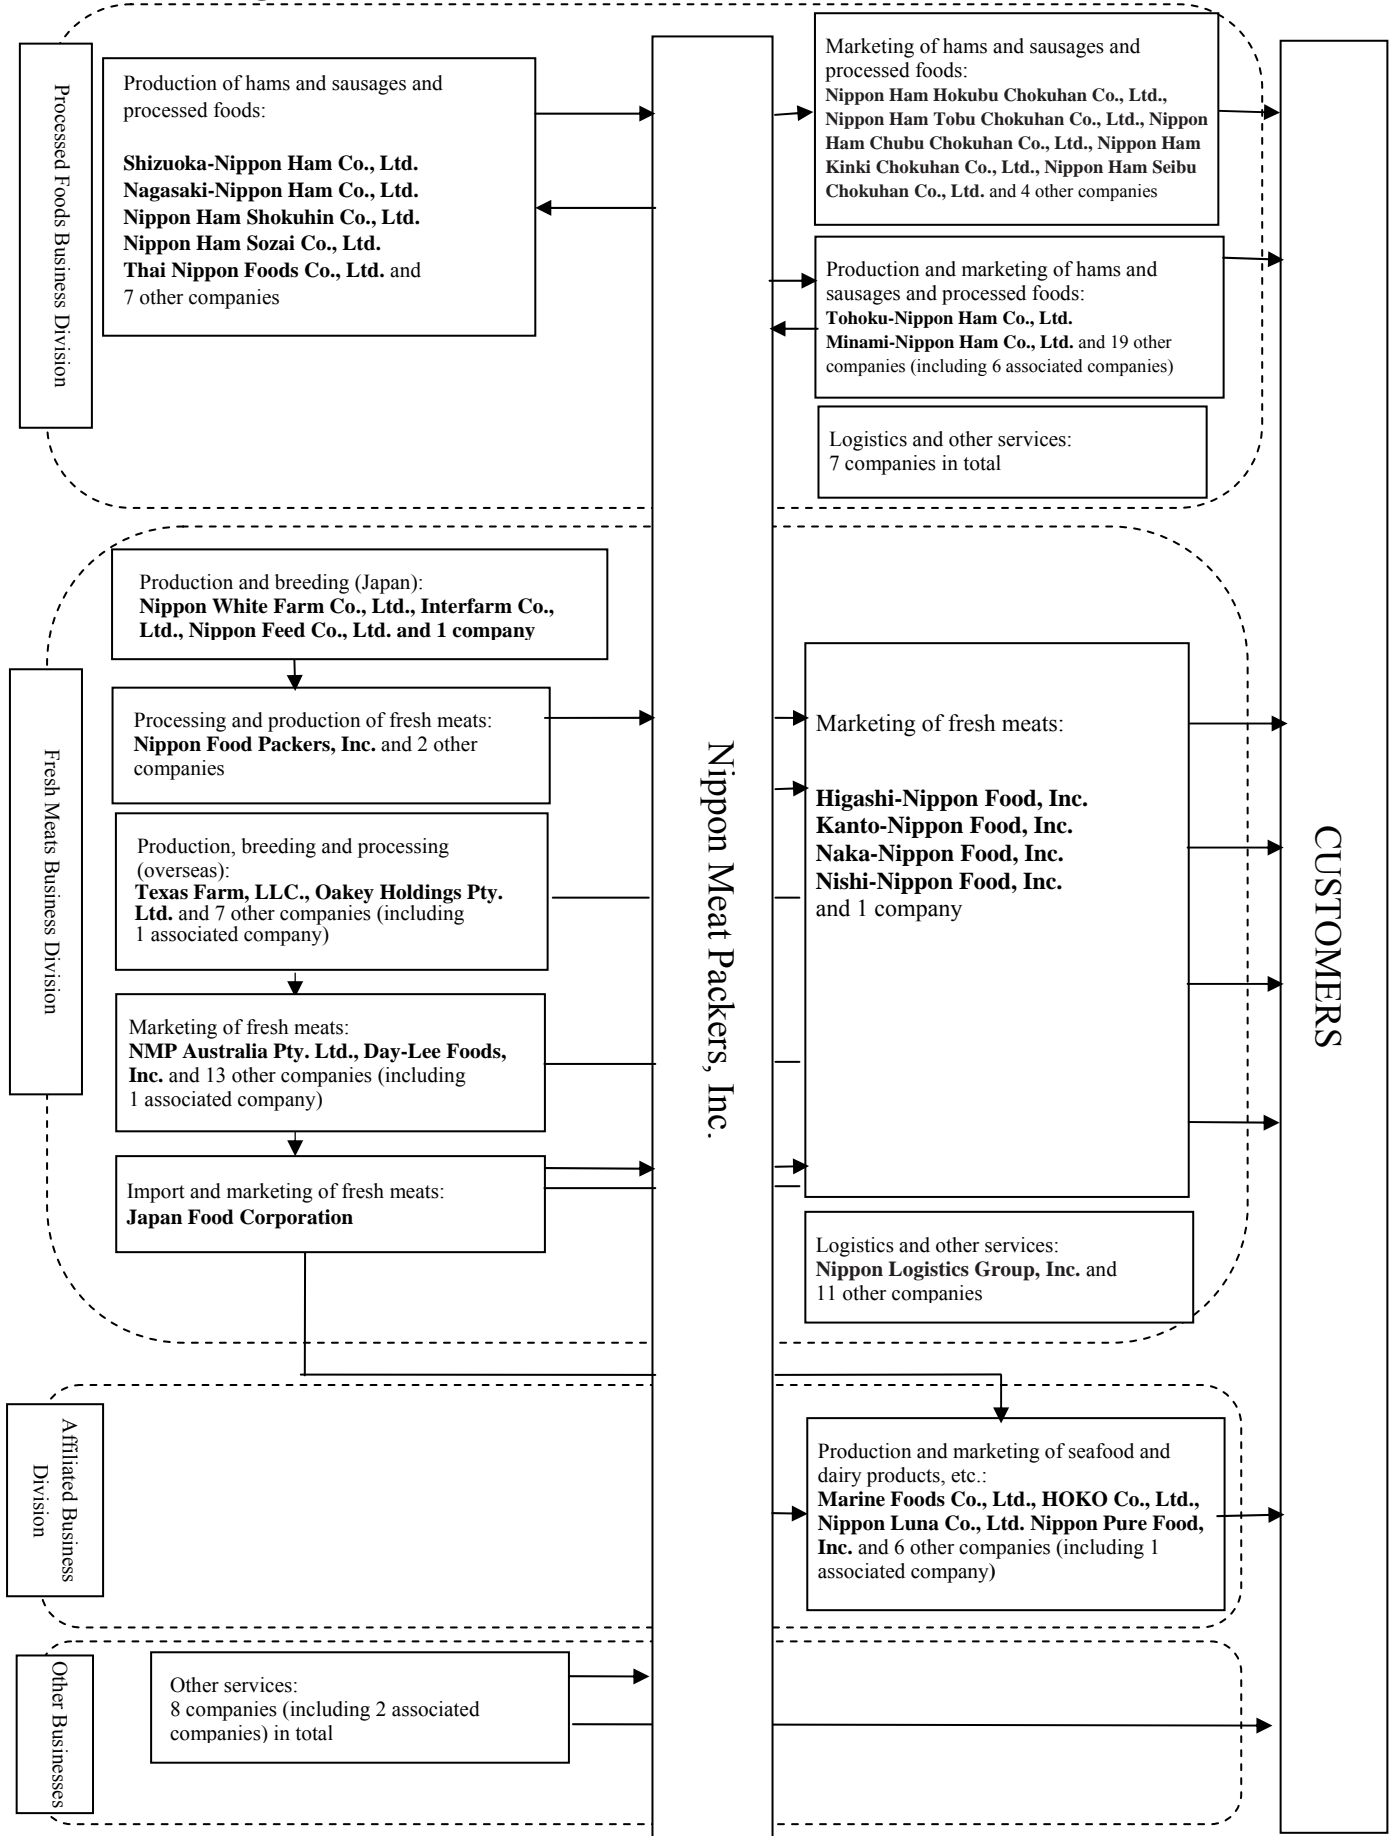 Processed Foods Business Division
Production of hams and sausages and
processed foods:
Shizuoka-Nippon Ham Co., Ltd.
Nagasaki-Nippon Ham Co., Ltd.
Nippon Ham Shokuhin Co., Ltd.
Nippon Ham Sozai Co., Ltd.
Thai Nippon Foods Co., Ltd. and
7 other companies
Marketing of hams and sausages and
processed foods:
Nippon Ham Hokubu Chokuhan Co., Ltd.,
Nippon Ham Tobu Chokuhan Co., Ltd., Nippon
Ham Chubu Chokuhan Co., Ltd., Nippon Ham
Kinki Chokuhan Co., Ltd., Nippon Ham Seibu
Chokuhan Co., Ltd. and 4 other companies
Production and marketing of hams and
sausages and processed foods:
Tohoku-Nippon Ham Co., Ltd.
Minami-Nippon Ham Co., Ltd. and 19 other
companies (including 6 associated companies)
Logistics and other services:
7 companies in total
Fresh Meats Business Division
Production and breeding (Japan):
Nippon White Farm Co., Ltd., Interfarm Co.,
Ltd., Nippon Feed Co., Ltd. and 1 company
Processing and production of fresh meats:
Nippon Food Packers, Inc. and 2 other
companies
Production, breeding and processing
(overseas):
Texas Farm, LLC., Oakey Holdings Pty.
Ltd. and 7 other companies (including
1 associated company)
Marketing of fresh meats:
NMP Australia Pty. Ltd., Day-Lee Foods,
Inc. and 13 other companies (including
1 associated company)
Import and marketing of fresh meats:
Japan Food Corporation
Nippon Meat Packers, Inc.
Marketing of fresh meats:
Higashi-Nippon Food, Inc.
Kanto-Nippon Food, Inc.
Naka-Nippon Food, Inc.
Nishi-Nippon Food, Inc.
and 1 company
Logistics and other services:
Nippon Logistics Group, Inc. and
11 other companies
CUSTOMERS
Affiliated Business
Division
Production and marketing of seafood and
dairy products, etc.:
Marine Foods Co., Ltd., HOKO Co., Ltd.,
Nippon Luna Co., Ltd. Nippon Pure Food,
Inc. and 6 other companies (including 1
associated company)
Other Businesses
Other services:
8 companies (including 2 associated
companies) in total